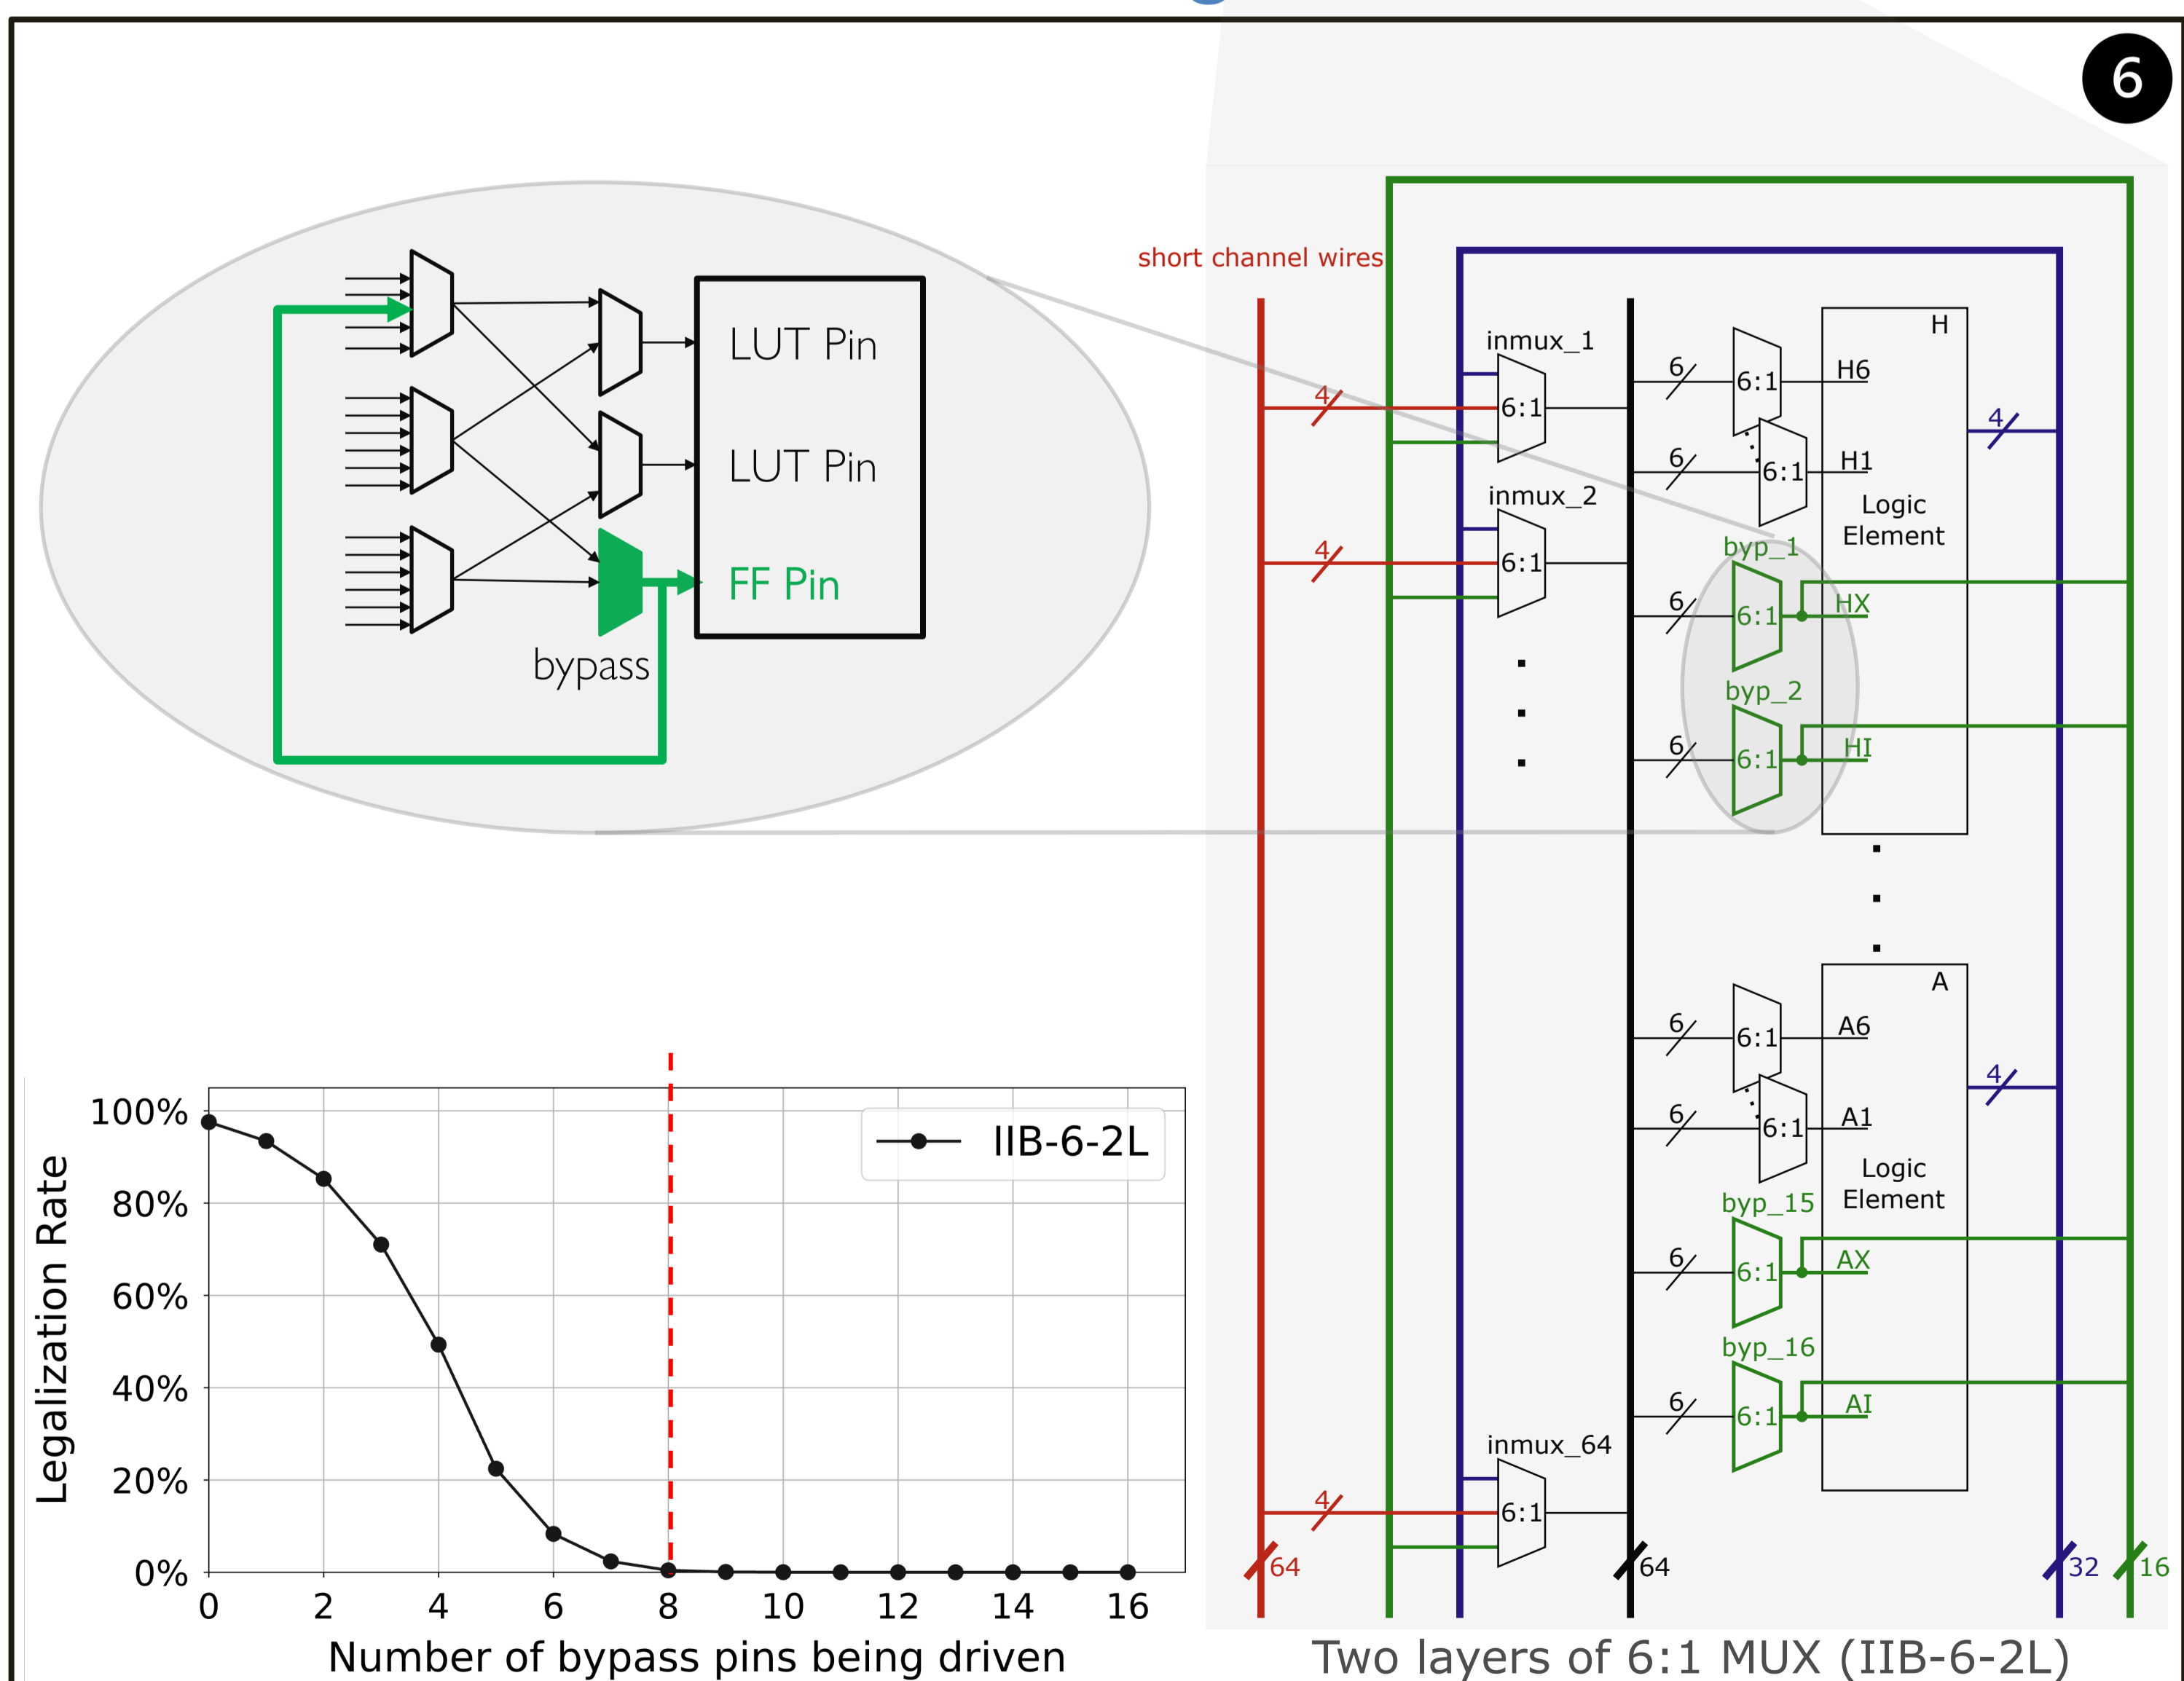 6
LUT Pin
LUT Pin
FF Pin
bypass
short channel wires
inmux_1
4
6:1
inmux_2
4
6:1
6
6:1
H6
H
4
6
6:1
H1
Logic
Element
byp_1
6
6:1
HX
byp_2
6
6:1
HI
A
6
6:1
A6
4
6
6:1
A1
Logic
Element
byp_15
6
6:1
AX
byp_16
6
6:1
AI
inmux_64
4
6:1
64
64
32
16
Two layers of 6:1 MUX (IIB-6-2L)
Legalization Rate
100%
80%
60%
40%
20%
0%
IIB-6-2L
0 2 4 6 8 10 12 14 16
Number of bypass pins being driven